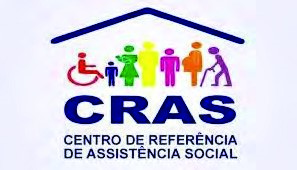 CRAS
CENTRO DE REFERÊNCIA
DE ASSISTÊNCIA SOCIAL